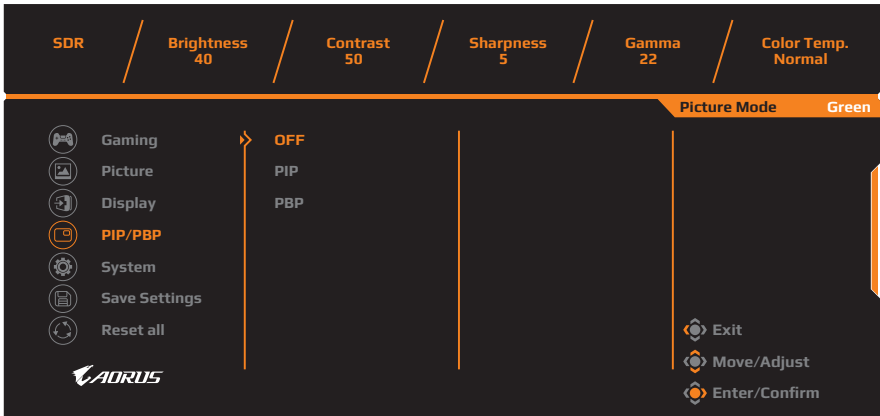 SDR
Brightness
40
Contrast
50
Sharpness
5
Gamma
22
Color Temp.
Normal
Picture Mode Green
Gaming
OFF
Picture
PIP
Display
PBP
PIP/PBP
System
Save Settings
Reset all
Exit
Move/Adjust
Enter/Confirm
AORUS